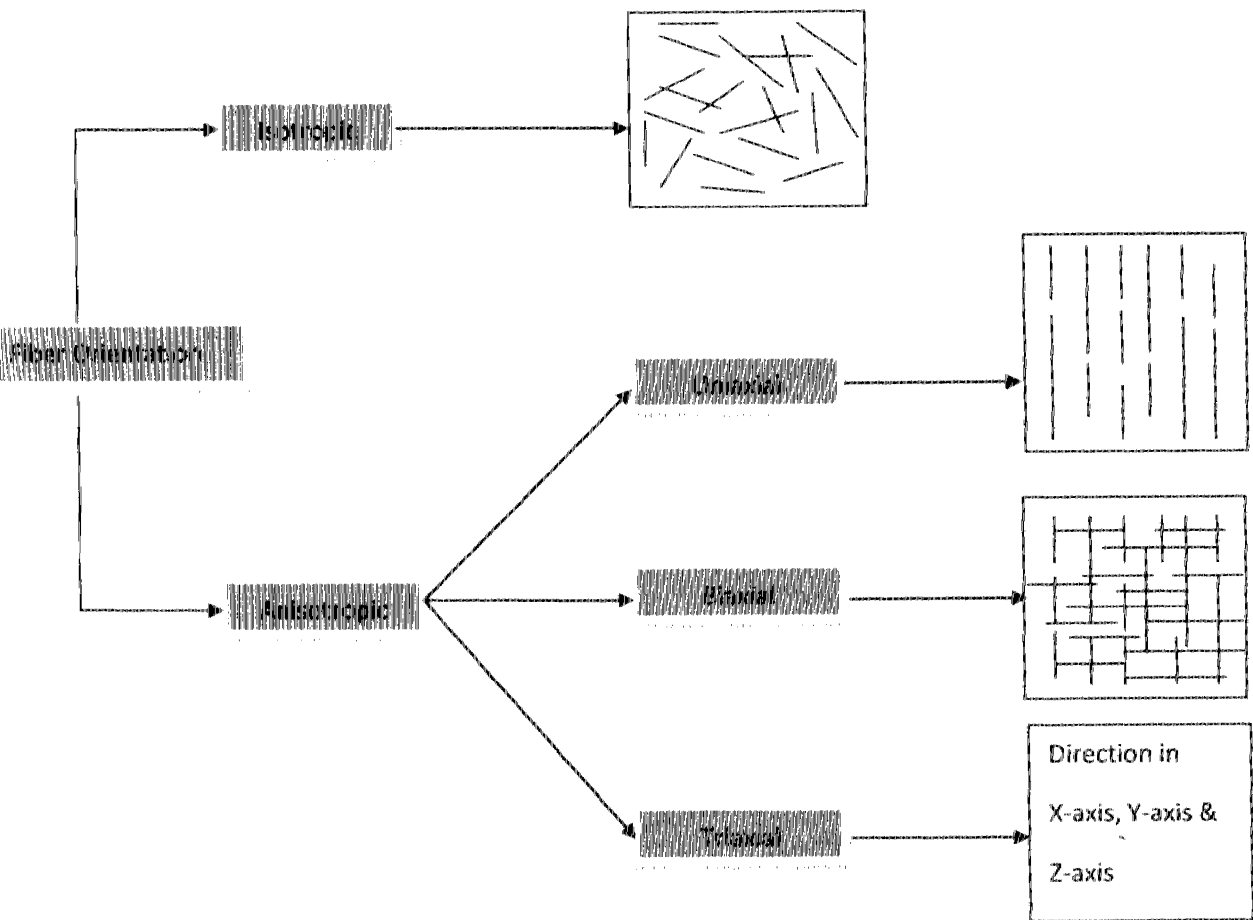 Isotropic
Fiber Orientation
Uniaxial
Anisotropic
Biaxial
Triaxial
Direction in
X-axis, Y-axis &
Z-axis